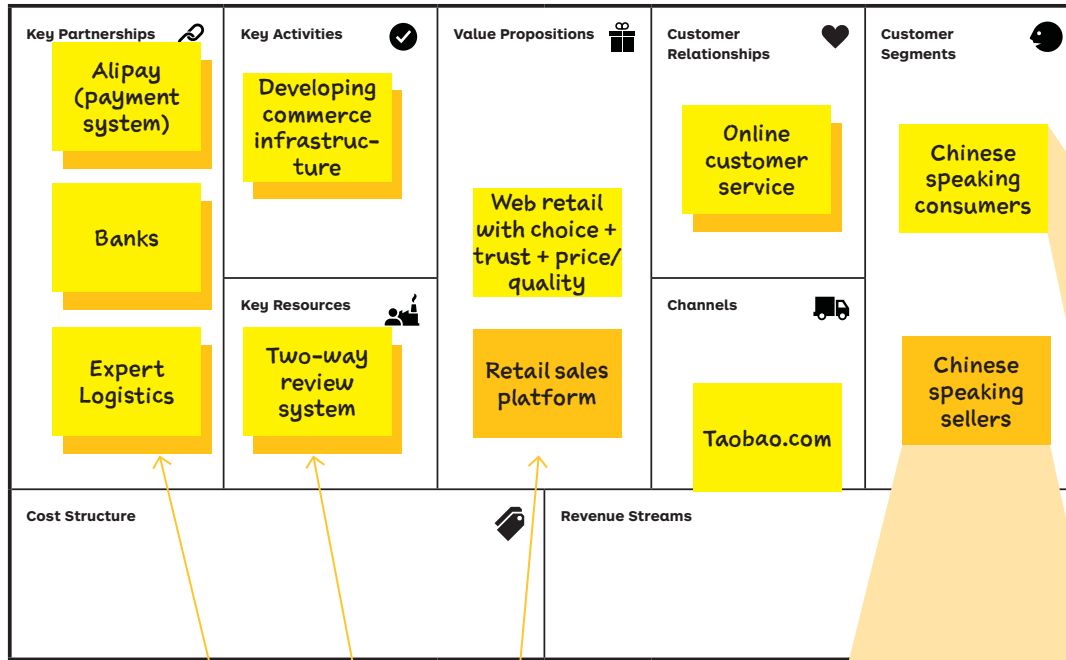 Key Partnerships
Alipay
(payment
system)
Banks
Expert
Logistics
Key Activities
Developing
commerce
infrastruc-
ture
Key Resources
Two-way
review
system
Value Propositions
Web retail
with choice +
trust + price/
quality
Retail sales
platform
Customer
Relationships
Online
customer
service
Channels
Taobao.com
Customer
Segments
Chinese
speaking
consumers
Chinese
speaking
sellers
Cost Structure
Revenue Streams